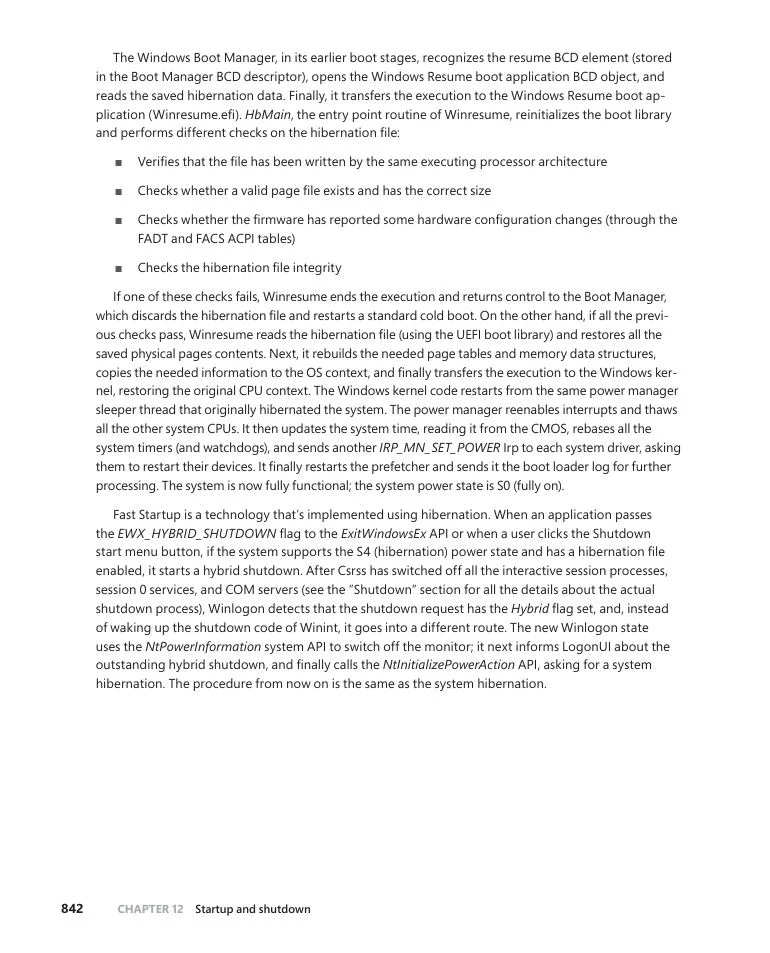 The Windows Boot Manager, in its earlier boot stages, recognizes the resume BCD element (stored
in the Boot Manager BCD descriptor), opens the Windows Resume boot application BCD object, and
reads the saved hibernation data. Finally, it transfers the execution to the Windows Resume boot ap-
plication (Winresume.efi). HbMain, the entry point routine of Winresume, reinitializes the boot library
and performs different checks on the hibernation file:
■ Verifies that the file has been written by the same executing processor architecture
■ Checks whether a valid page file exists and has the correct size
■ Checks whether the firmware has reported some hardware configuration changes (through the
FADT and FACS ACPI tables)
■ Checks the hibernation file integrity
If one of these checks fails, Winresume ends the execution and returns control to the Boot Manager,
which discards the hibernation file and restarts a standard cold boot. On the other hand, if all the previ-
ous checks pass, Winresume reads the hibernation file (using the UEFI boot library) and restores all the
saved physical pages contents. Next, it rebuilds the needed page tables and memory data structures,
copies the needed information to the OS context, and finally transfers the execution to the Windows ker-
nel, restoring the original CPU context. The Windows kernel code restarts from the same power manager
sleeper thread that originally hibernated the system. The power manager reenables interrupts and thaws
all the other system CPUs. It then updates the system time, reading it from the CMOS, rebases all the
system timers (and watchdogs), and sends another IRP_MN_SET_POWER Irp to each system driver, asking
them to restart their devices. It finally restarts the prefetcher and sends it the boot loader log for further
processing. The system is now fully functional; the system power state is S0 (fully on).
Fast Startup is a technology that's implemented using hibernation. When an application passes
the EWX_HYBRID_SHUTDOWN flag to the ExitWindowsEx API or when a user clicks the Shutdown
start menu button, if the system supports the S4 (hibernation) power state and has a hibernation file
enabled, it starts a hybrid shutdown. After Csrss has switched off all the interactive session processes,
session 0 services, and COM servers (see the "Shutdown" section for all the details about the actual
shutdown process), Winlogon detects that the shutdown request has the Hybrid flag set, and, instead
of waking up the shutdown code of Winint, it goes into a different route. The new Winlogon state
uses the NtPowerInformation system API to switch off the monitor; it next informs LogonUI about the
outstanding hybrid shutdown, and finally calls the NtInitializePowerAction API, asking for a system
hibernation. The procedure from now on is the same as the system hibernation.
842 CHAPTER 12 Startup and shutdown